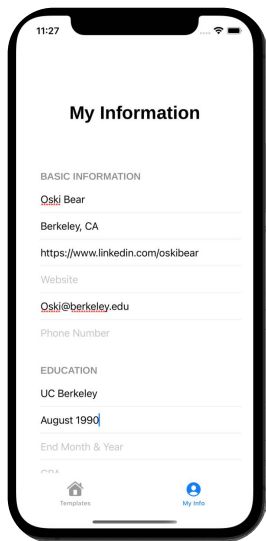 11:27
My Information
BASIC INFORMATION
Oski Bear
Berkeley, CA
https://www.linkedin.com/oskibear
Website
Oski@berkeley.edu
Phone Number
EDUCATION
UC Berkeley
August 1990
End Month & Year
GPA
Templates
My Info